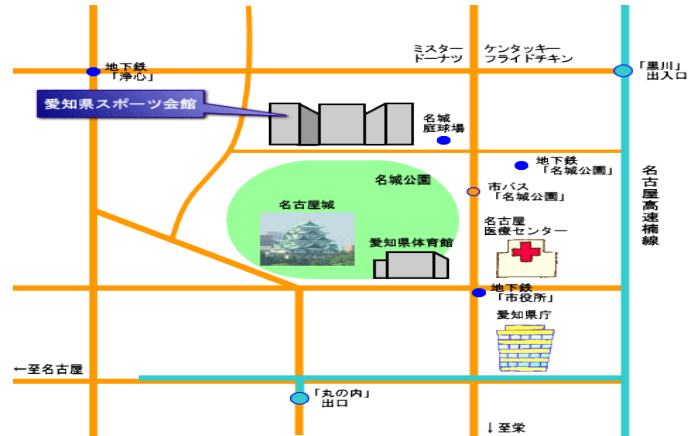 地下鉄
「浄心」
ミスター
ドーナツ
ケンタッキー
フライドチキン
「黒川」
出入口
愛知県スポーツ会館
名城
庭球場
地下鉄
「名城公園」
名城公園
市バス
「名城公園」
名古屋高速楠線
名古屋城
名古屋
医療センター
愛知県体育館
地下鉄
「市役所」
愛知県庁
←至名古屋
「丸の内」
出口
↓至栄